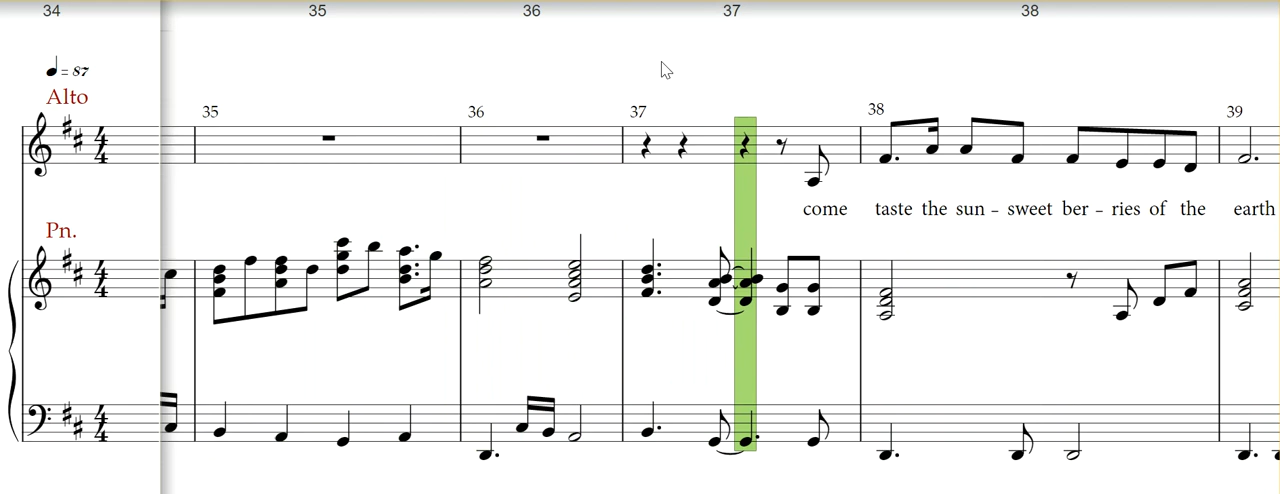 34 35 36 37 38
= 87
Alto
35 36 37 38 39
come taste the sun – sweet ber – ries of the earth
Pn.